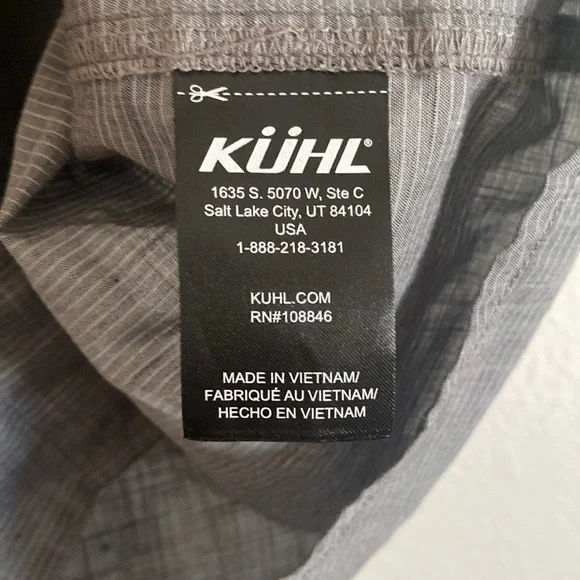 KÜHL®
1635 S. 5070 W, Ste C
Salt Lake City, UT 84104
USA
1-888-218-3181
KUHL.COM
RN#108846
MADE IN VIETNAM/
FABRIQUÉ AU VIETNAM/
HECHO EN VIETNAM